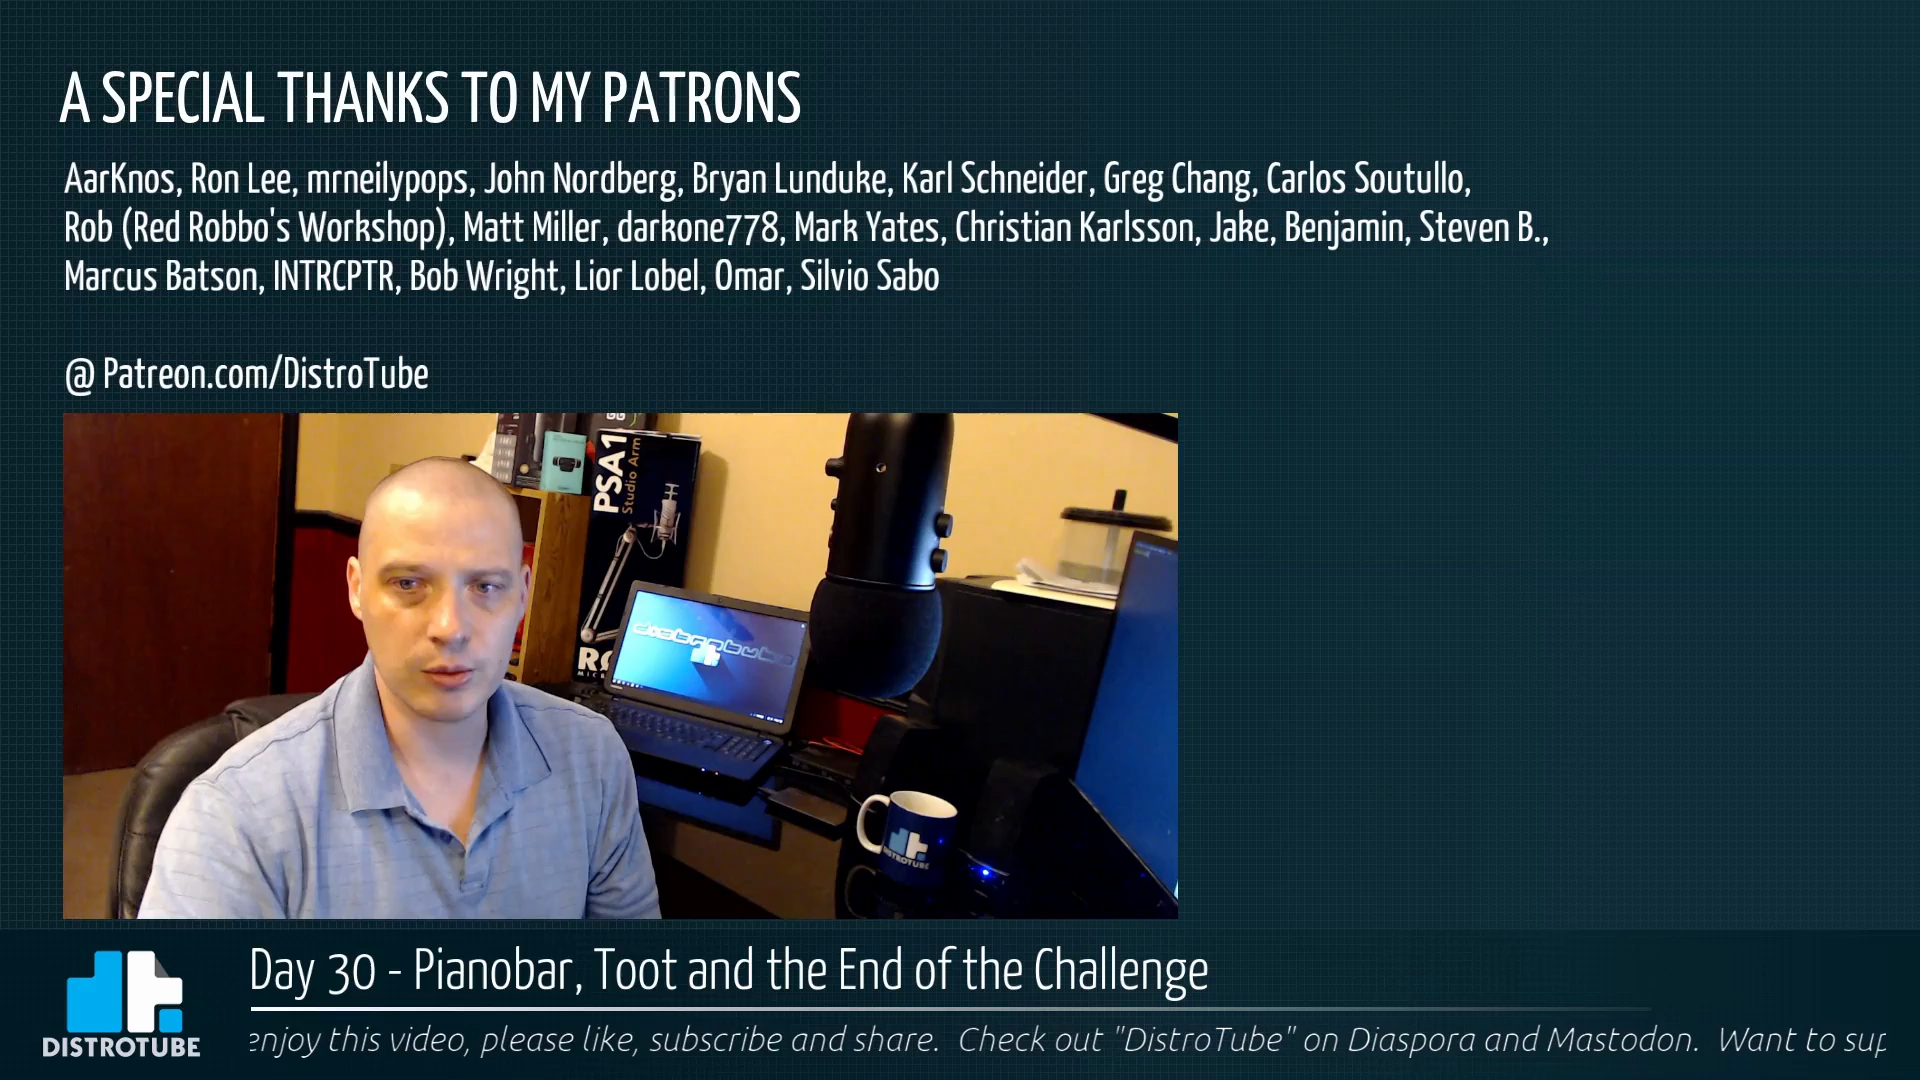 A SPECIAL THANKS TO MY PATRONS
AarKnos, Ron Lee, mrneilypops, John Nordberg, Bryan Lunduke, Karl Schneider, Greg Chang, Carlos Soutullo,
Rob (Red Robbo's Workshop), Matt Miller, darkone778, Mark Yates, Christian Karlsson, Jake, Benjamin, Steven B.,
Marcus Batson, INTRCPTR, Bob Wright, Lior Lobel, Omar, Silvio Sabo
@ Patreon.com/DistroTube
PSA1
Studio Arm
distrotube
DISTROTUBE
Day 30 - Pianobar, Toot and the End of the Challenge
enjoy this video, please like, subscribe and share. Check out "DistroTube" on Diaspora and Mastodon. Want to sup
DISTROTUBE